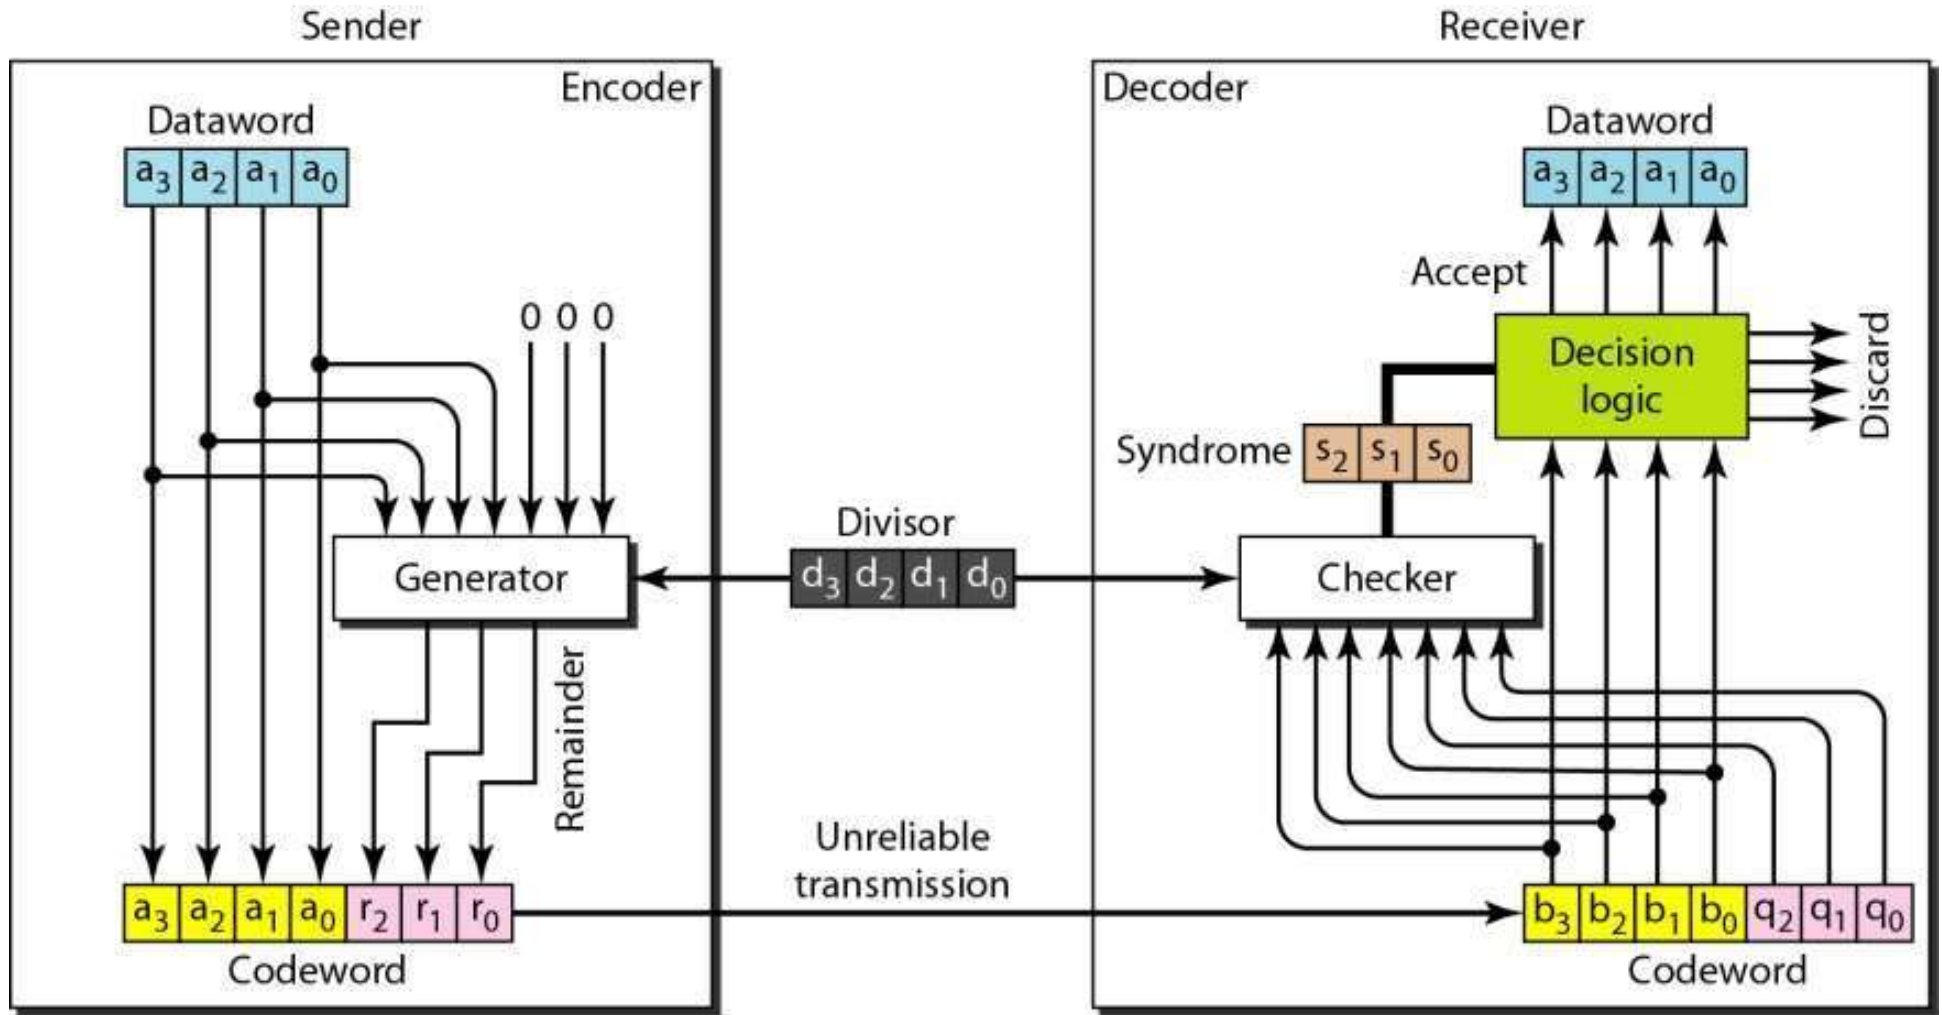 Sender
Encoder
Dataword
a3 a2 a1 a0
0 0 0
Generator
Remainder
a3 a2 a1 a0 r2 r1 r0
Codeword
Divisor
d3 d2 d1 d0
Unreliable
transmission
Receiver
Decoder
Dataword
a3 a2 a1 a0
Accept
Decision
logic
Discard
Syndrome
s2 s1 s0
Checker
b3 b2 b1 b0 q2 q1 q0
Codeword